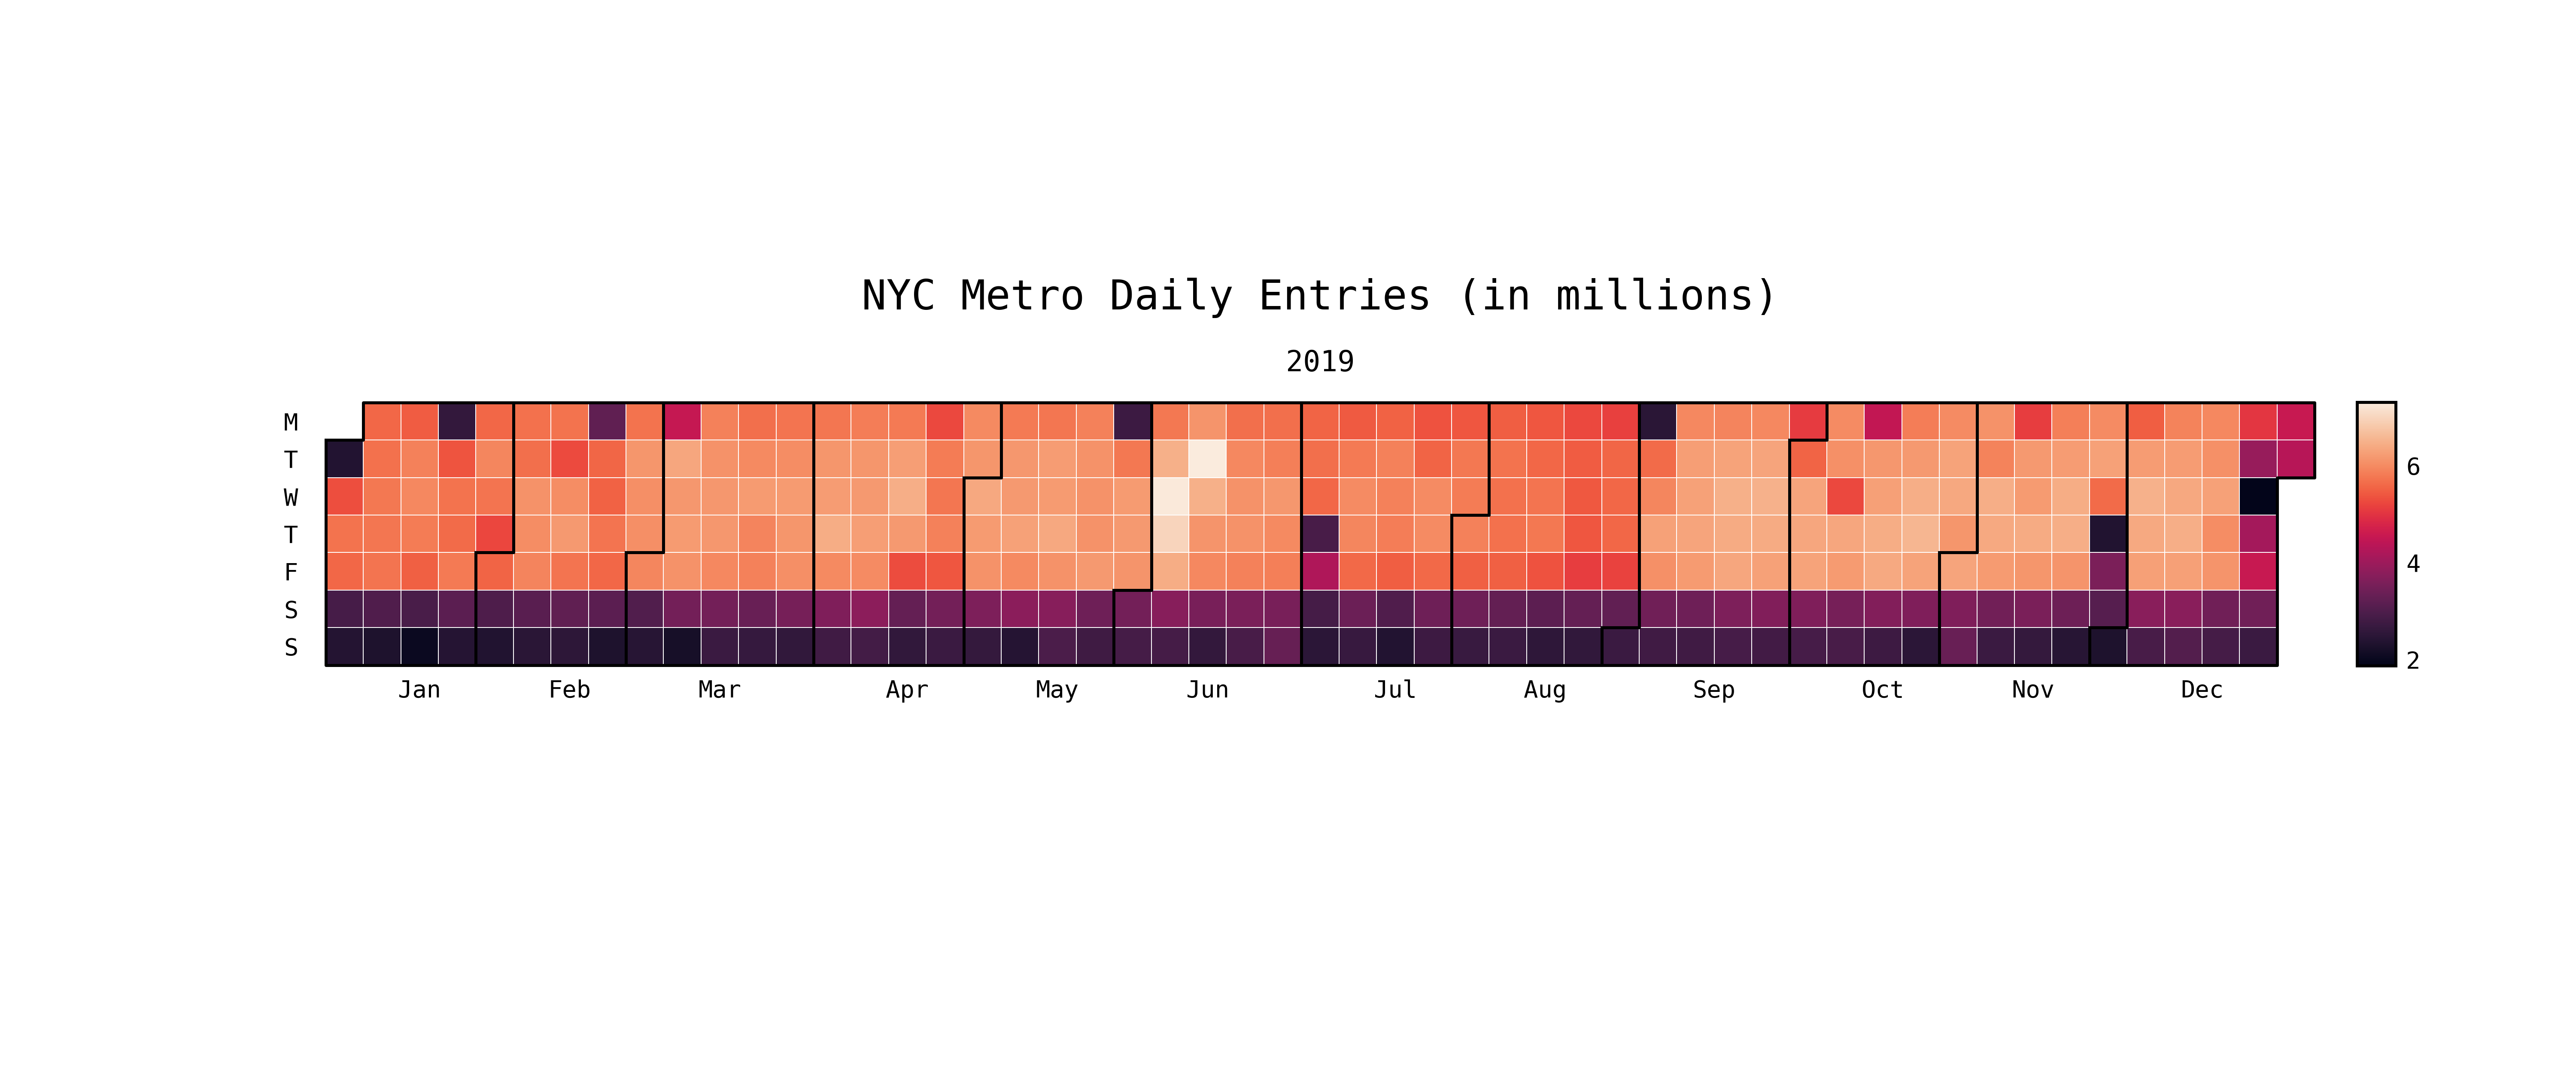 NYC Metro Daily Entries (in millions)
2019
M
T
W
T
F
S
S
Jan Feb Mar Apr May Jun Jul Aug Sep Oct Nov Dec
6
4
2